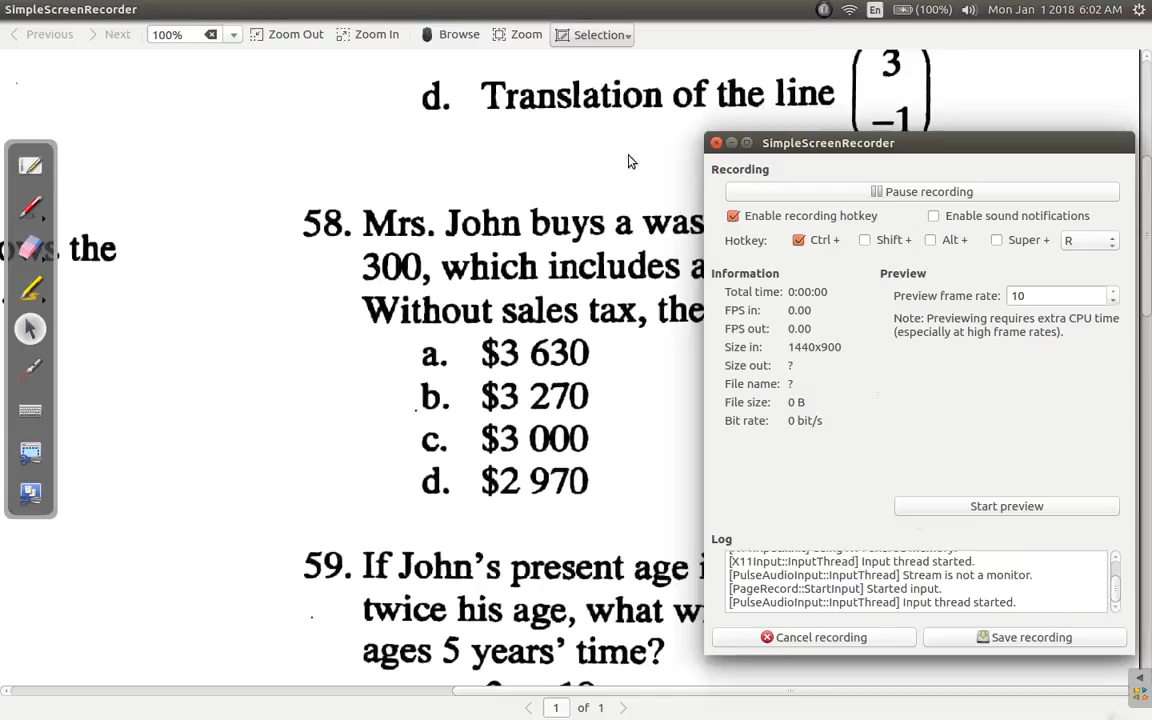 SimpleScreenRecorder
En (100%) Mon Jan 1 2018 6:02 AM
Previous Next 100% Zoom Out Zoom In Browse Zoom Selection
d. Translation of the line
3
−1
58. Mrs. John buys a was
300, which includes a
Without sales tax, the
a. $3 630
b. $3 270
c. $3 000
d. $2 970
the
59. If John's present age i
twice his age, what w
ages 5 years' time?
SimpleScreenRecorder
Recording
Pause recording
Enable recording hotkey Enable sound notifications
Hotkey: Ctrl + Shift + Alt + Super + R
Information
Total time: 0:00:00
FPS in: 0.00
FPS out: 0.00
Size in: 1440x900
Size out: ?
File name: ?
File size: 0 B
Bit rate: 0 bit/s
Preview
Preview frame rate: 10
Note: Previewing requires extra CPU time
(especially at high frame rates).
Start preview
Log
[X11Input::InputThread] Input thread started.
[PulseAudioInput::InputThread] Stream is not a monitor.
[PageRecord::StartInput] Started input.
[PulseAudioInput::InputThread] Input thread started.
Cancel recording Save recording
1 of 1